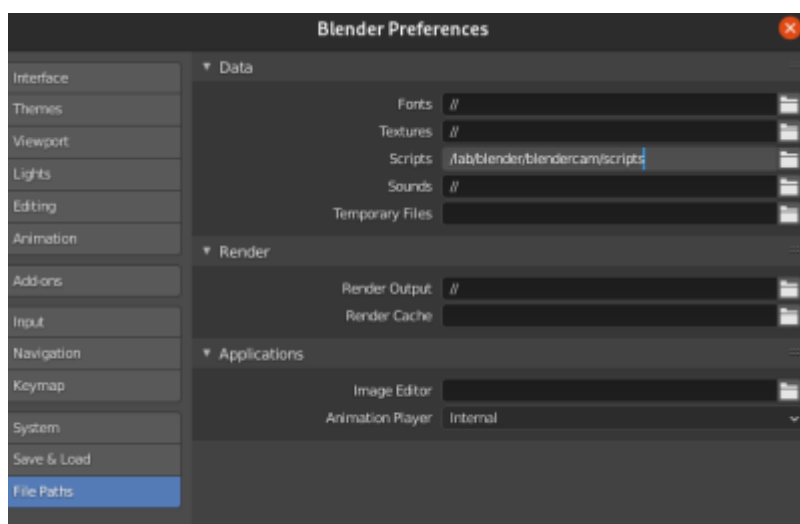 Blender Preferences
Interface
Themes
Viewport
Lights
Editing
Animation
Add-ons
Input
Navigation
Keymap
System
Save & Load
File Paths
Data
Fonts //
Textures //
Scripts /lab/blender/blendercam/scripts
Sounds //
Temporary Files
Render
Render Output //
Render Cache
Applications
Image Editor
Animation Player Internal